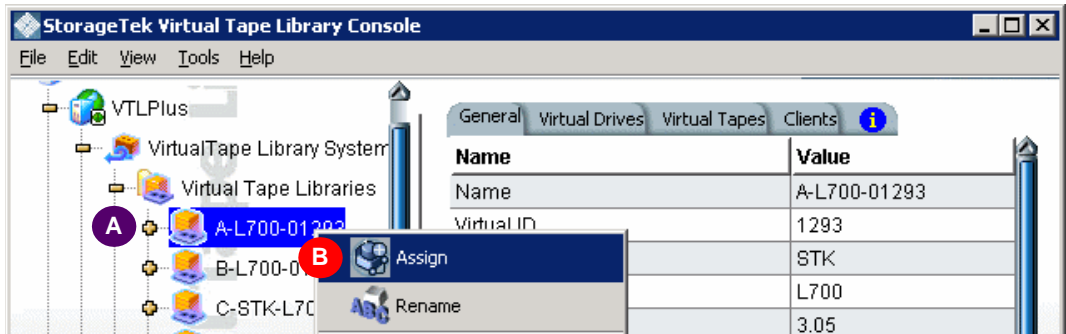 StorageTek Virtual Tape Library Console
File Edit View Tools Help
VTLPlus
VirtualTape Library System
Virtual Tape Libraries
A A-L700-01293
B-L700-0
C-STK-L70
B Assign
Rename
General Virtual Drives Virtual Tapes Clients i
Name Value
Name A-L700-01293
Virtual ID 1293
STK
L700
3.05